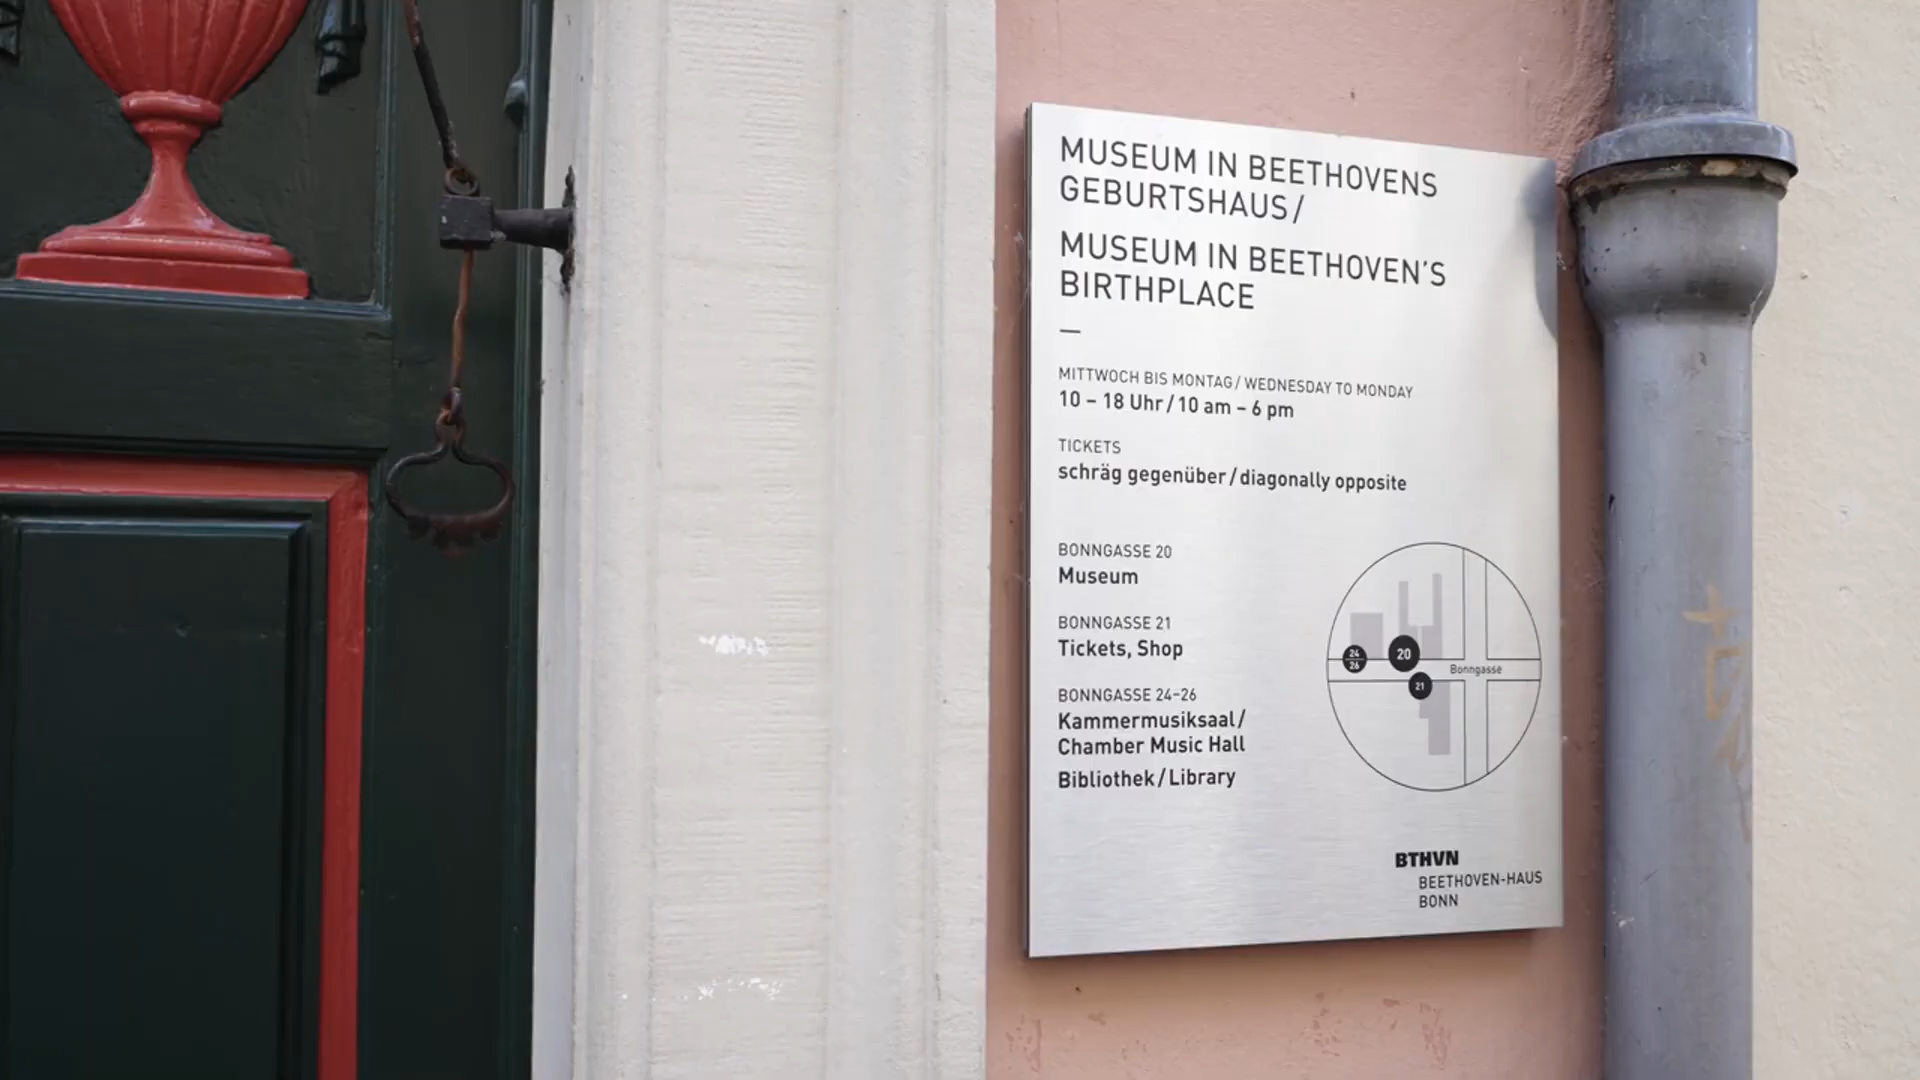 MUSEUM IN BEETHOVENS
GEBURTSHAUS/
MUSEUM IN BEETHOVEN'S
BIRTHPLACE
—
MITTWOCH BIS MONTAG/WEDNESDAY TO MONDAY
10 – 18 Uhr/10 am – 6 pm
TICKETS
schräg gegenüber/diagonally opposite
BONNGASSE 20
Museum
BONNGASSE 21
Tickets, Shop
BONNGASSE 24–26
Kammermusiksaal/
Chamber Music Hall
Bibliothek/Library
24
26
20
Bonngasse
21
BTHVN
BEETHOVEN-HAUS
BONN